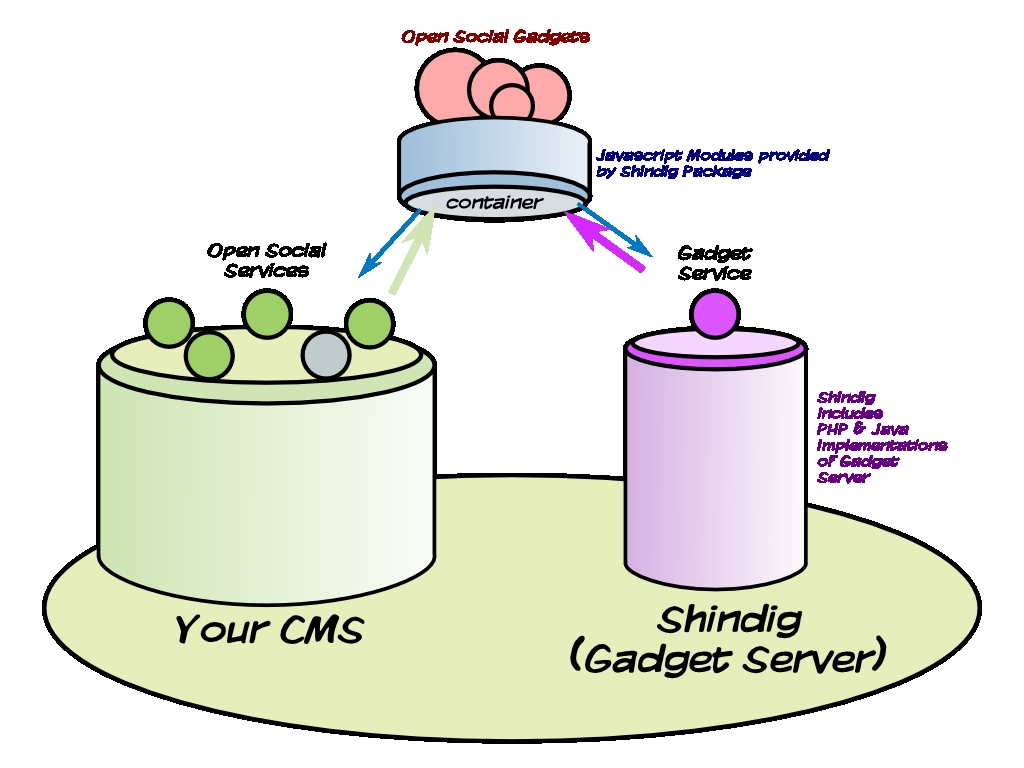 Open Social Gadgets
Javascript Modules provided
by Shindig Package
container
Open Social
Services
Gadget
Service
Shindig
includes
PHP & Java
Implementations
of Gadget
Server
Your CMS
Shindig
(Gadget Server)